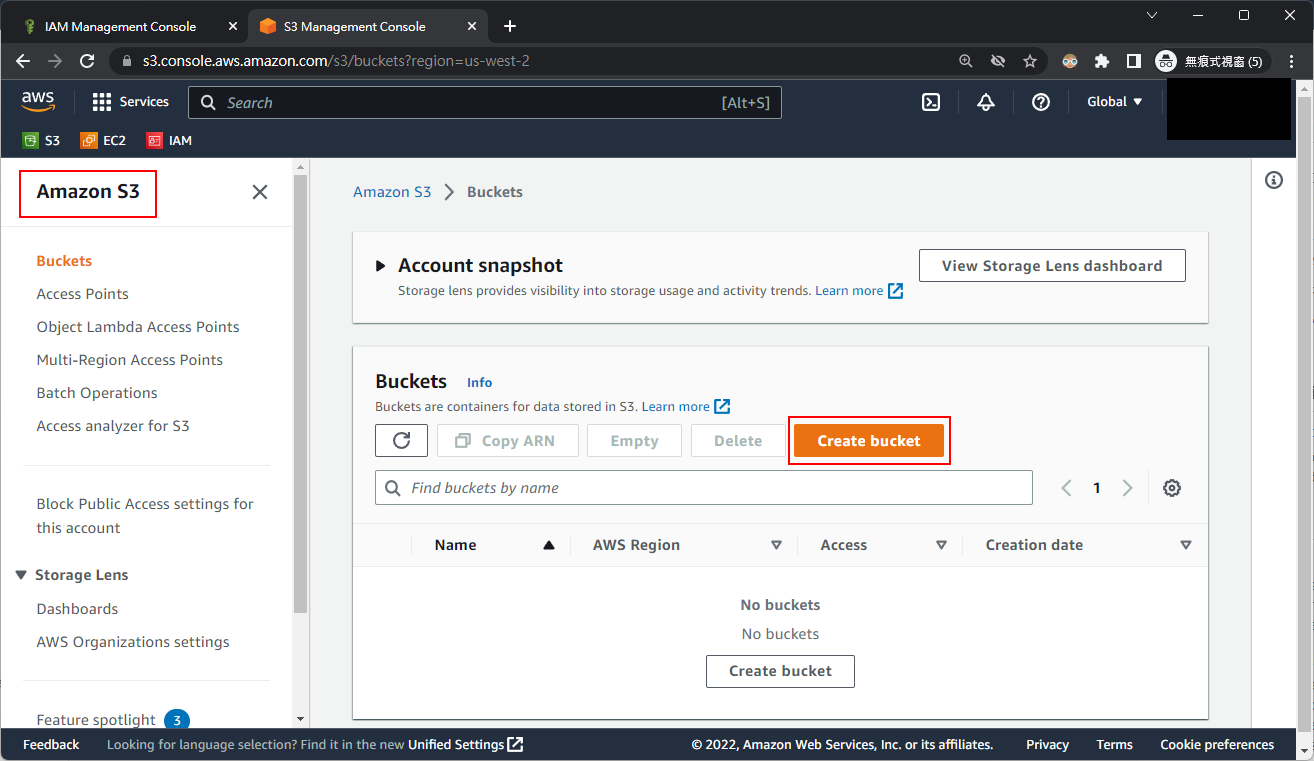 IAM Management Console
S3 Management Console
s3.console.aws.amazon.com/s3/buckets?region=us-west-2
無痕式視窗 (5)
aws
Services
Search
[Alt+S]
Global
S3
EC2
IAM
Amazon S3
Buckets
Access Points
Object Lambda Access Points
Multi-Region Access Points
Batch Operations
Access analyzer for S3
Block Public Access settings for
this account
Storage Lens
Dashboards
AWS Organizations settings
Feature spotlight 3
Amazon S3 Buckets
Account snapshot
View Storage Lens dashboard
Storage lens provides visibility into storage usage and activity trends. Learn more
Buckets Info
Buckets are containers for data stored in S3. Learn more
Copy ARN
Empty
Delete
Create bucket
Find buckets by name
1
Name
AWS Region
Access
Creation date
No buckets
No buckets
Create bucket
Feedback
Looking for language selection? Find it in the new Unified Settings
© 2022, Amazon Web Services, Inc. or its affiliates.
Privacy
Terms
Cookie preferences